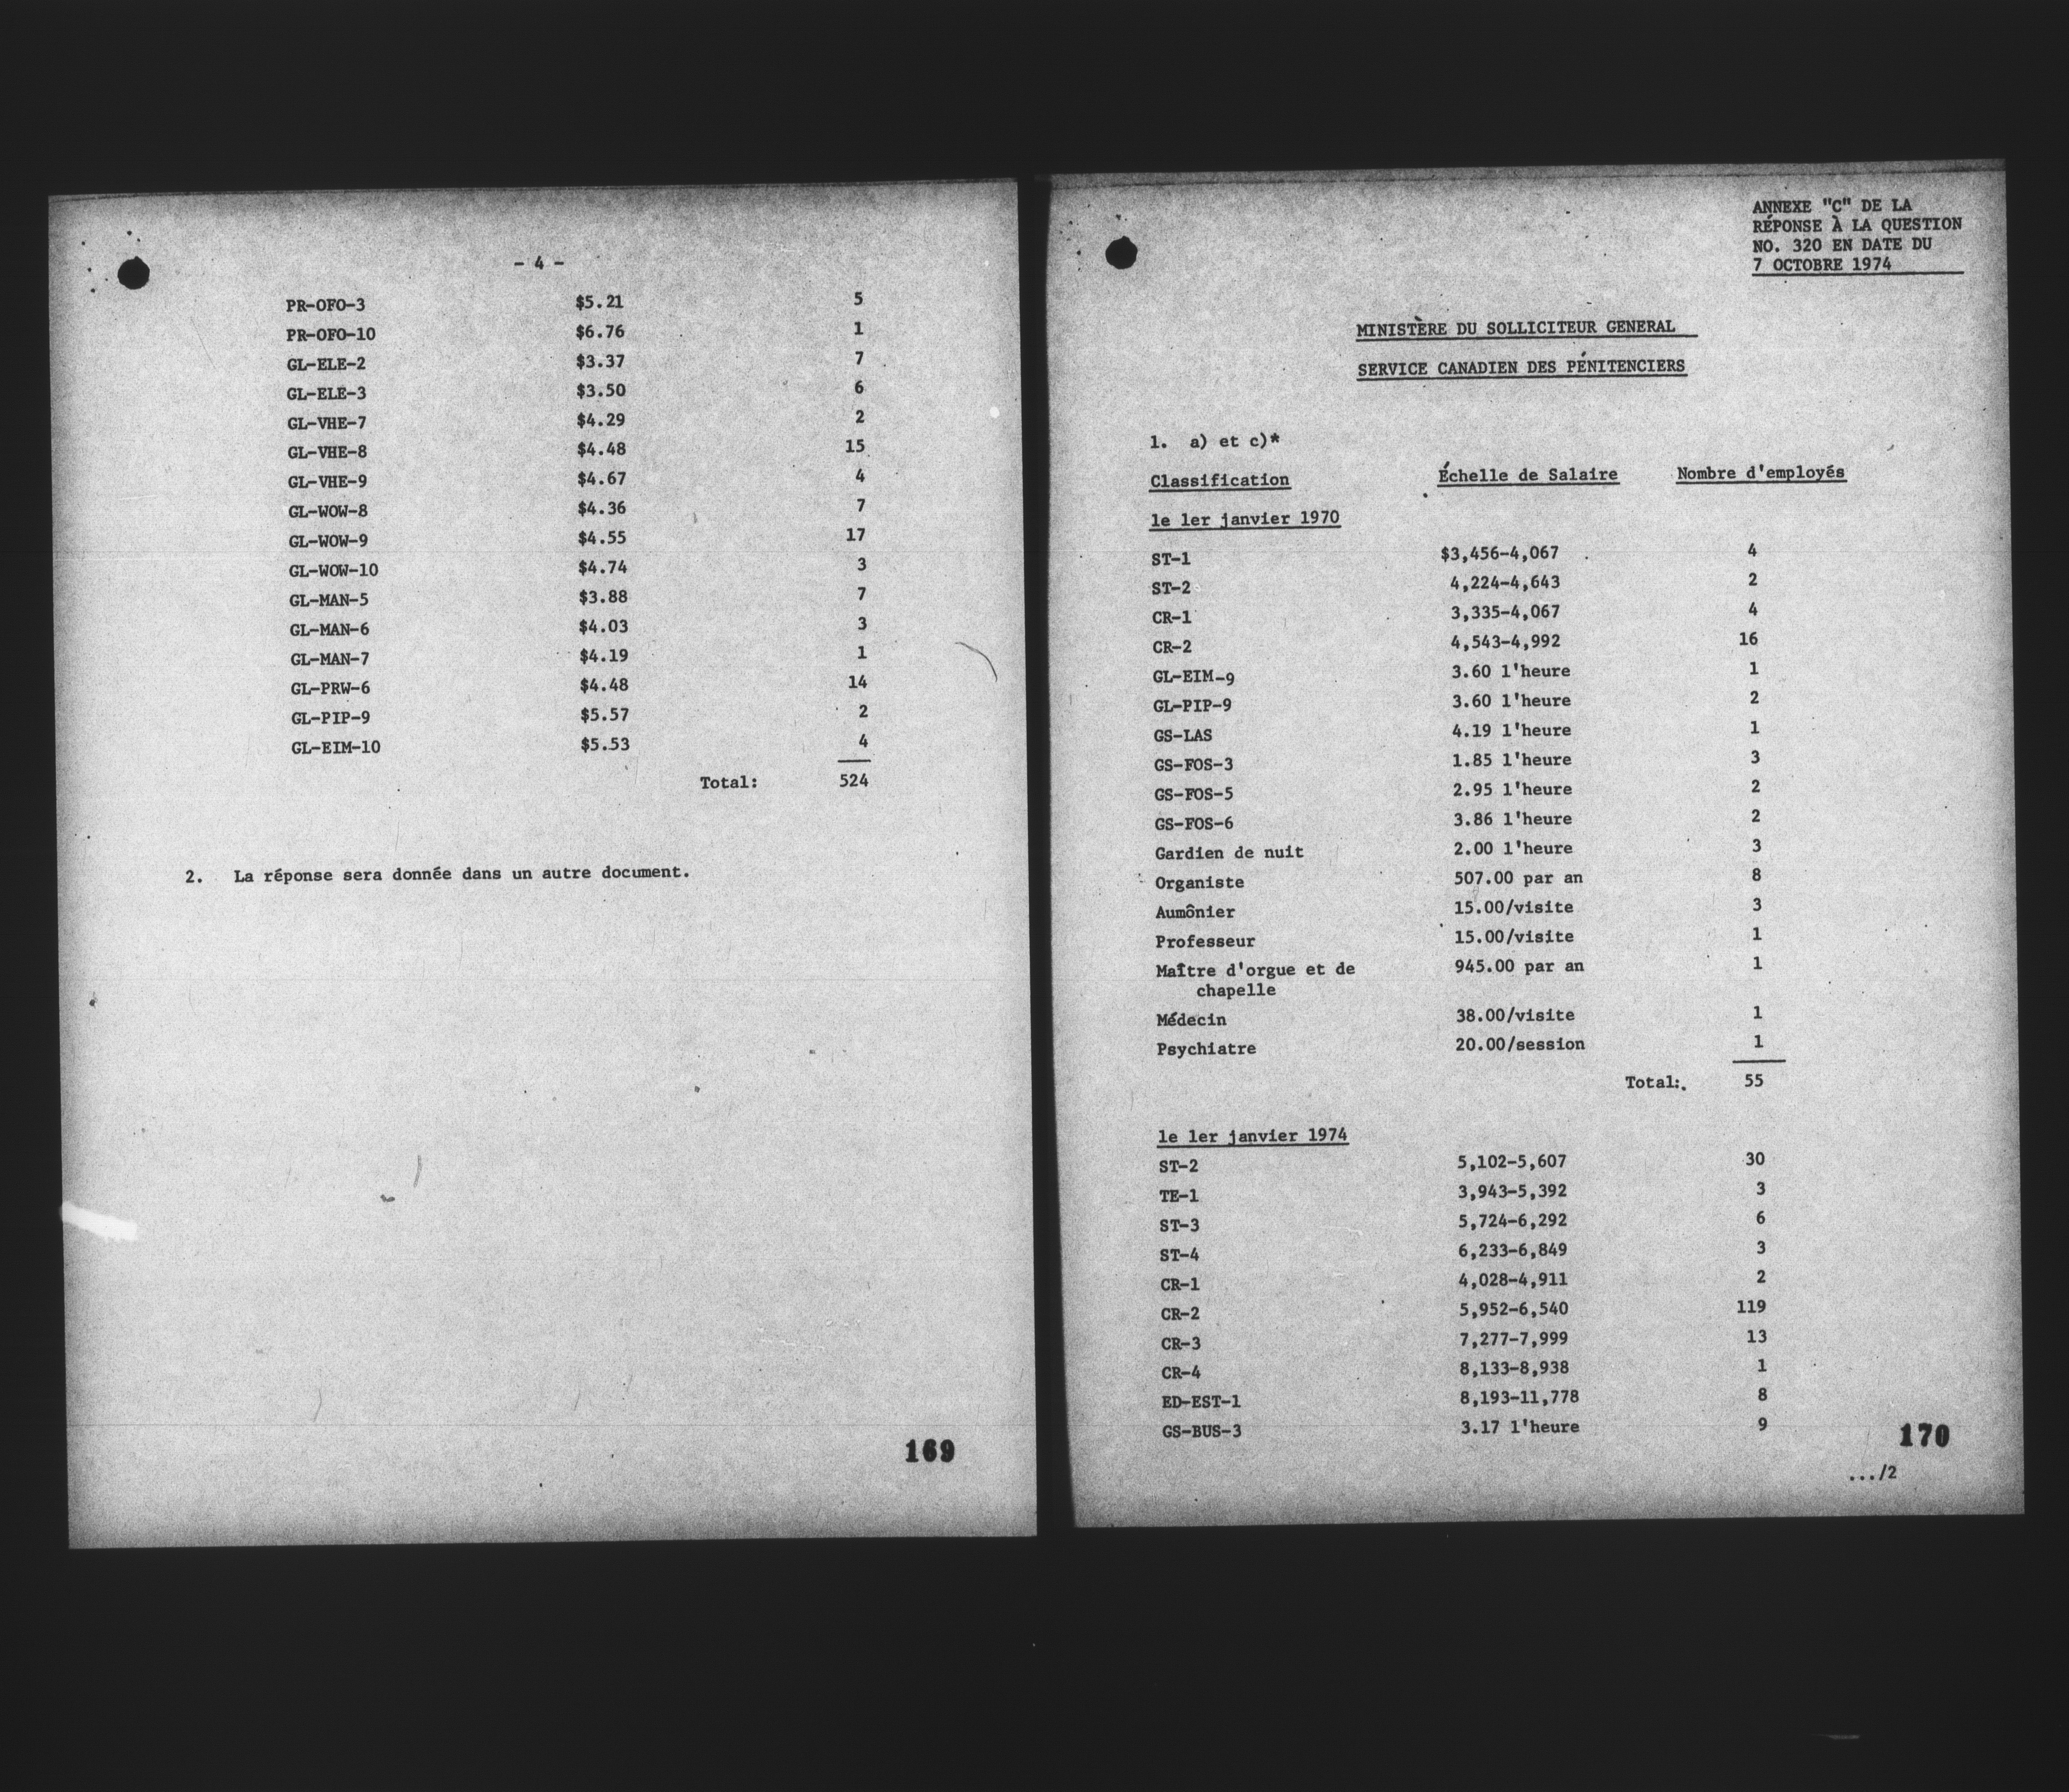 - 4 -
PR-OFO-3 $5.21 5
PR-OFO-10 $6.76 1
GL-ELE-2 $3.37 7
GL-ELE-3 $3.50 6
GL-VHE-7 $4.29 2
GL-VHE-8 $4.48 15
GL-VHE-9 $4.67 4
GL-WOW-8 $4.36 7
GL-WOW-9 $4.55 17
GL-WOW-10 $4.74 3
GL-MAN-5 $3.88 7
GL-MAN-6 $4.03 3
GL-MAN-7 $4.19 1
GL-PRW-6 $4.48 14
GL-PIP-9 $5.57 2
GL-EIM-10 $5.53 4
Total: 524
2. La réponse sera donnée dans un autre document.
169
ANNEXE "C" DE LA
RÉPONSE À LA QUESTION
NO. 320 EN DATE DU
7 OCTOBRE 1974
MINISTÈRE DU SOLLICITEUR GENERAL
SERVICE CANADIEN DES PÉNITENCIERS
1. a) et c)*
Classification Échelle de Salaire Nombre d'employés
le 1er janvier 1970
ST-1 $3,456-4,067 4
ST-2 4,224-4,643 2
CR-1 3,335-4,067 4
CR-2 4,543-4,992 16
GL-EIM-9 3.60 l'heure 1
GL-PIP-9 3.60 l'heure 2
GS-LAS 4.19 l'heure 1
GS-FOS-3 1.85 l'heure 3
GS-FOS-5 2.95 l'heure 2
GS-FOS-6 3.86 l'heure 2
Gardien de nuit 2.00 l'heure 3
Organiste 507.00 par an 8
Aumônier 15.00/visite 3
Professeur 15.00/visite 1
Maître d'orgue et de 945.00 par an 1
chapelle
Médecin 38.00/visite 1
Psychiatre 20.00/session 1
Total: 55
le 1er janvier 1974
ST-2 5,102-5,607 30
TE-1 3,943-5,392 3
ST-3 5,724-6,292 6
ST-4 6,233-6,849 3
CR-1 4,028-4,911 2
CR-2 5,952-6,540 119
CR-3 7,277-7,999 13
CR-4 8,133-8,938 1
ED-EST-1 8,193-11,778 8
GS-BUS-3 3.17 l'heure 9
170
.../2